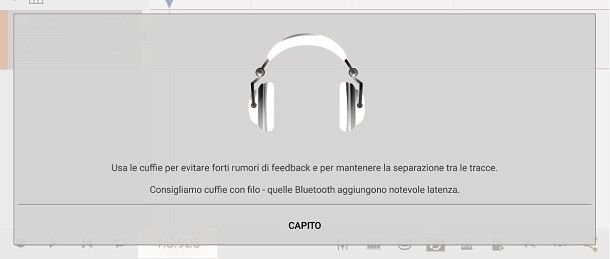 Usa le cuffie per evitare forti rumori di feedback e per mantenere la separazione tra le tracce.
Consigliamo cuffie con filo - quelle Bluetooth aggiungono notevole latenza.
CAPITO